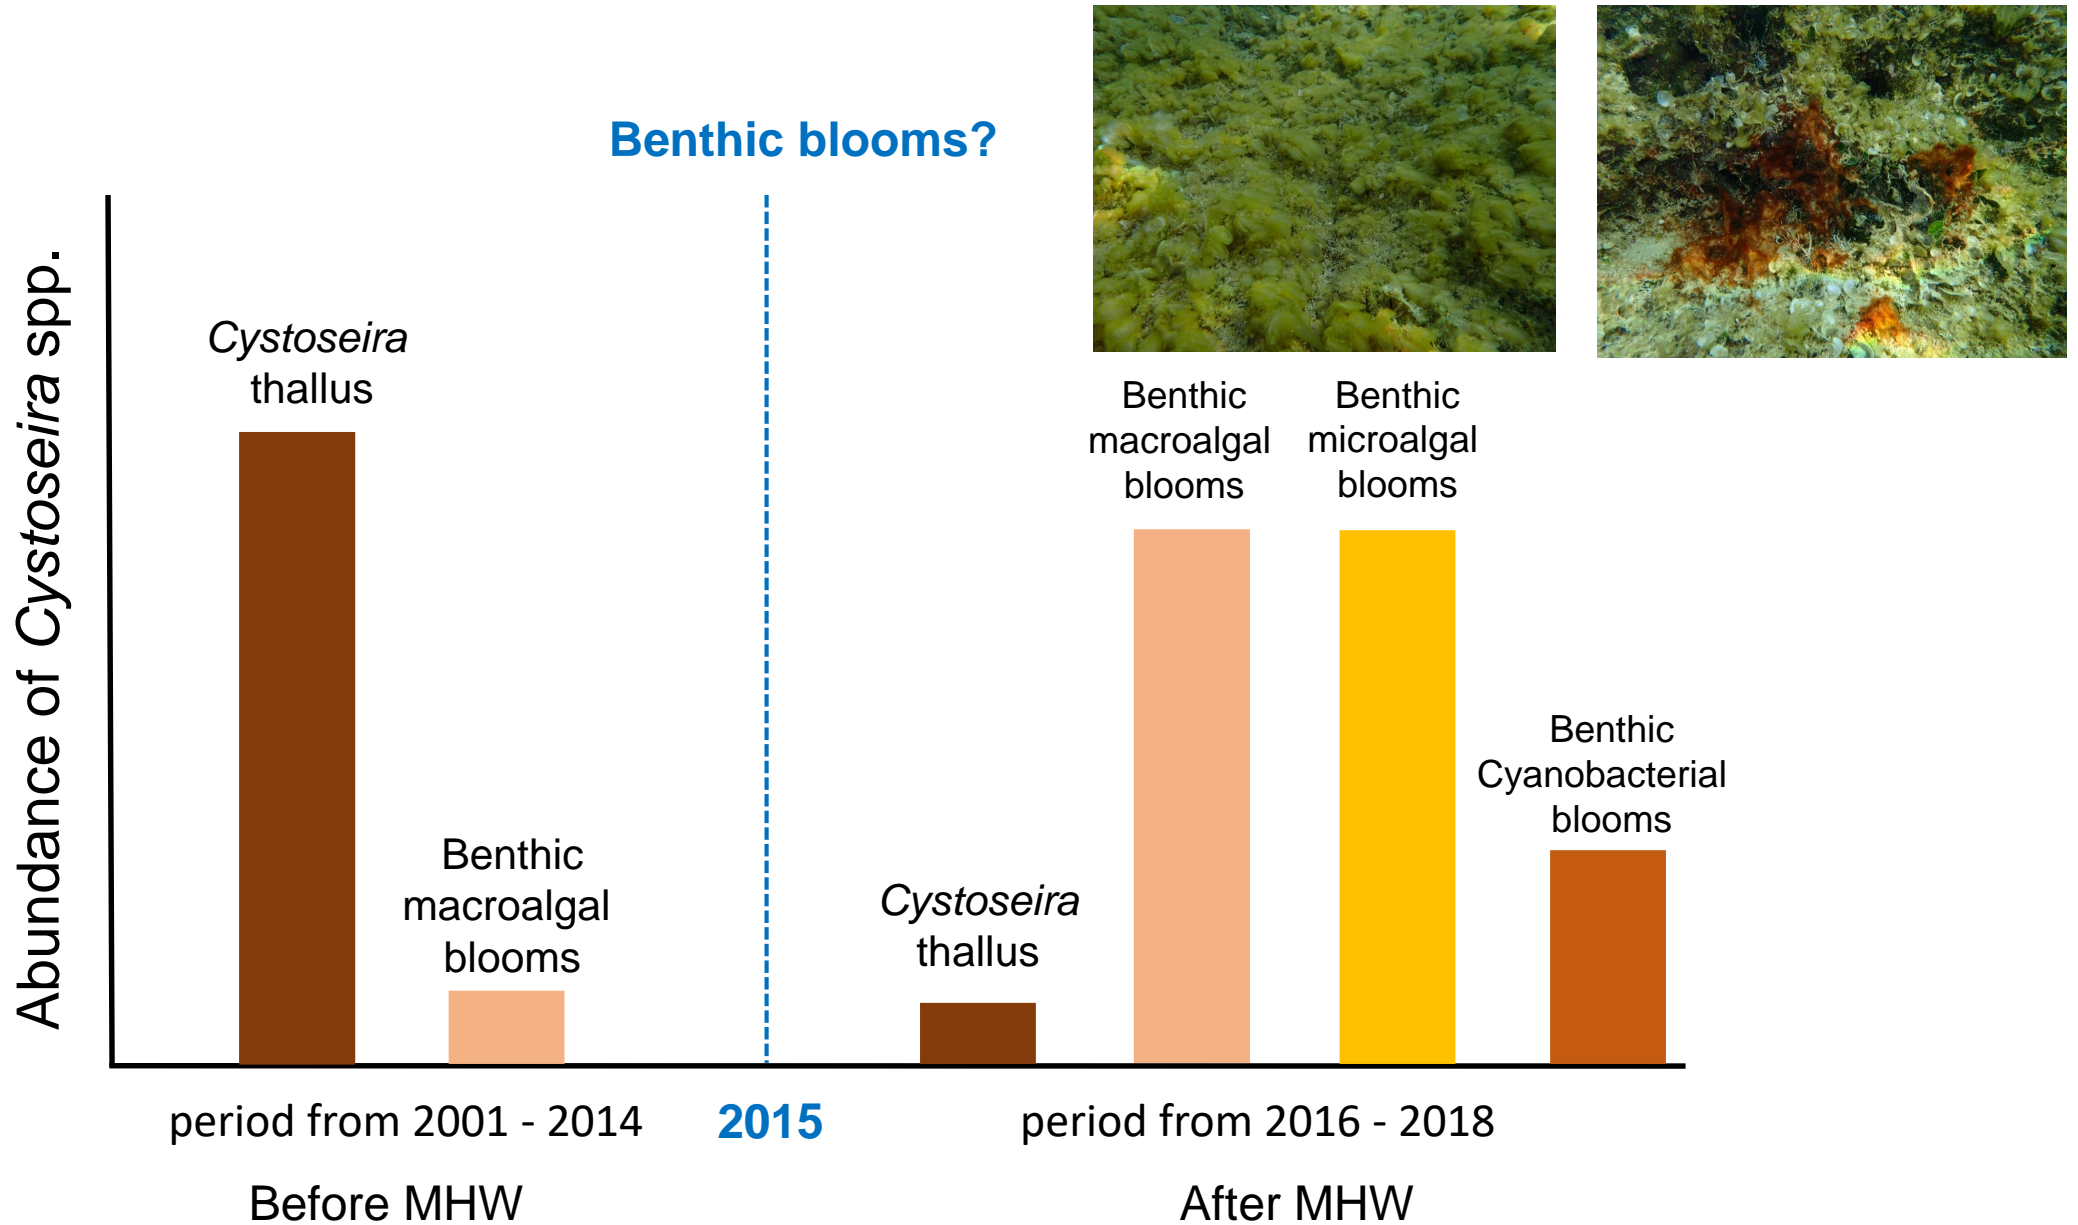 Benthic blooms?
Abundance of Cystoseira spp.
Cystoseira
thallus
Benthic
macroalgal
blooms
Cystoseira
thallus
Benthic
macroalgal
blooms
Benthic
microalgal
blooms
Benthic
Cyanobacterial
blooms
period from 2001 - 2014
2015
period from 2016 - 2018
Before MHW
After MHW